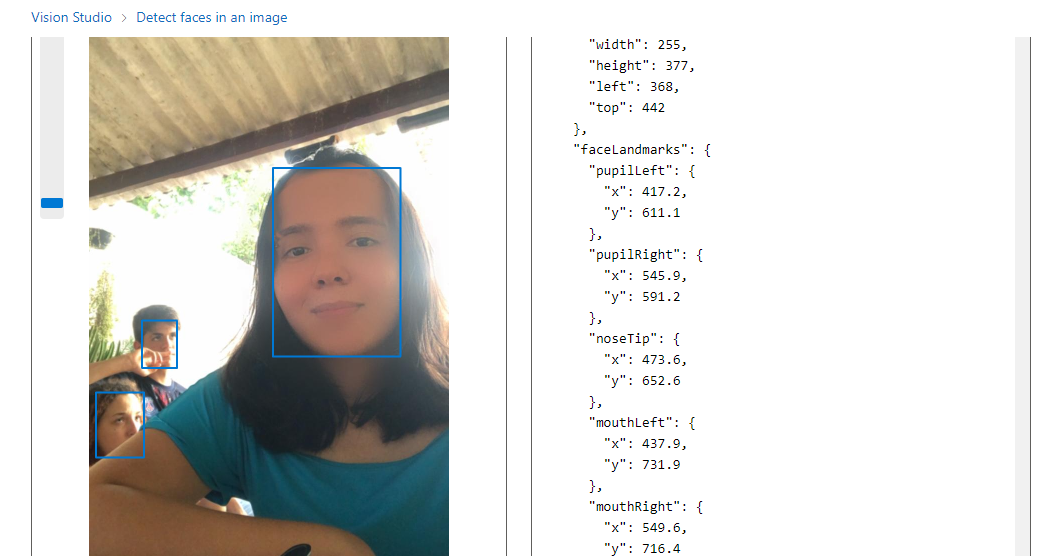 Vision Studio > Detect faces in an image
"width": 255,
"height": 377,
"left": 368,
"top": 442
},
"faceLandmarks": {
"pupilLeft": {
"x": 417.2,
"y": 611.1
},
"pupilRight": {
"x": 545.9,
"y": 591.2
},
"noseTip": {
"x": 473.6,
"y": 652.6
},
"mouthLeft": {
"x": 437.9,
"y": 731.9
},
"mouthRight": {
"x": 549.6,
"y": 716.4